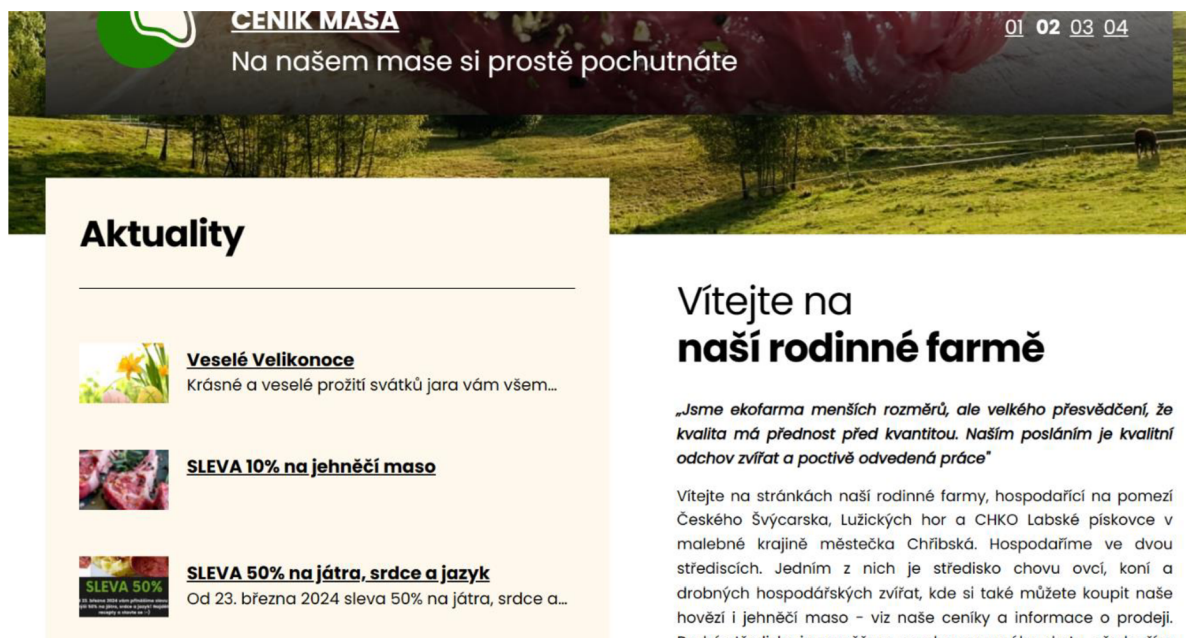 CENÍK MASA
Na našem mase si prostě pochutnáte
01 02 03 04
Aktuality
Veselé Velikonoce
Krásné a veselé prožití svátků jara vám všem...
SLEVA 10% na jehněčí maso
SLEVA 50%
SLEVA 50% na játra, srdce a jazyk
Od 23. března 2024 sleva 50% na játra, srdce a...
Vítejte na
naší rodinné farmě
„Jsme ekofarma menších rozměrů, ale velkého přesvědčení, že
kvalita má přednost před kvantitou. Naším posláním je kvalitní
odchov zvířat a poctivě odvedená práce"
Vítejte na stránkách naší rodinné farmy, hospodařící na pomezí
Českého Švýcarska, Lužických hor a CHKO Labské pískovce v
malebné krajině městečka Chřibská. Hospodaříme ve dvou
střediscích. Jedním z nich je středisko chovu ovcí, koní a
drobných hospodářských zvířat, kde si také můžete koupit naše
hovězí i jehněčí maso - viz naše ceníky a informace o prodeji.